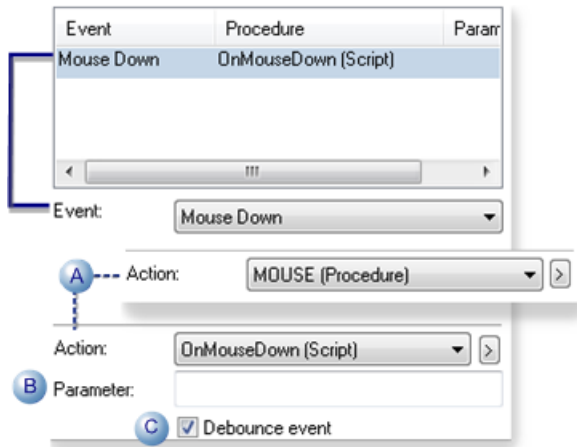 Event Procedure Param
Mouse Down OnMouseDown (Script)
Event: Mouse Down
A Action: MOUSE (Procedure) >
Action: OnMouseDown (Script) >
B Parameter:
C Debounce event